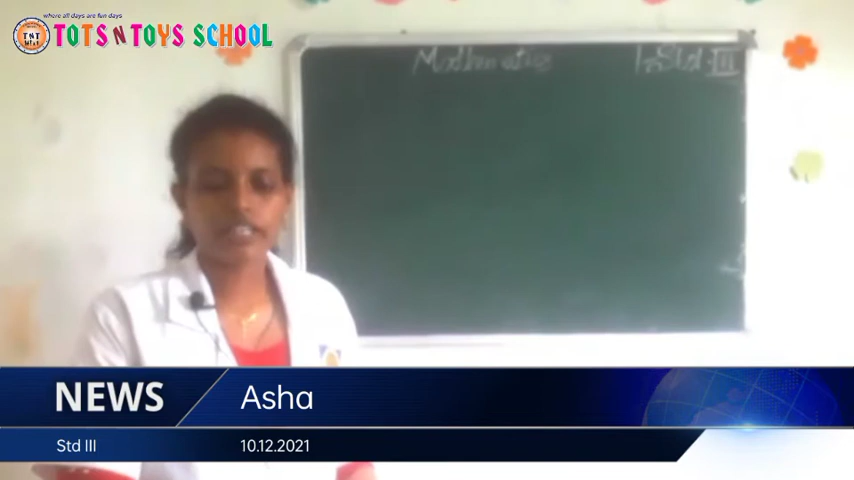 where all days are fun days
TOTS N TOYS SCHOOL
TNT
Mathematics
Std III
NEWS
Asha
Std III
10.12.2021